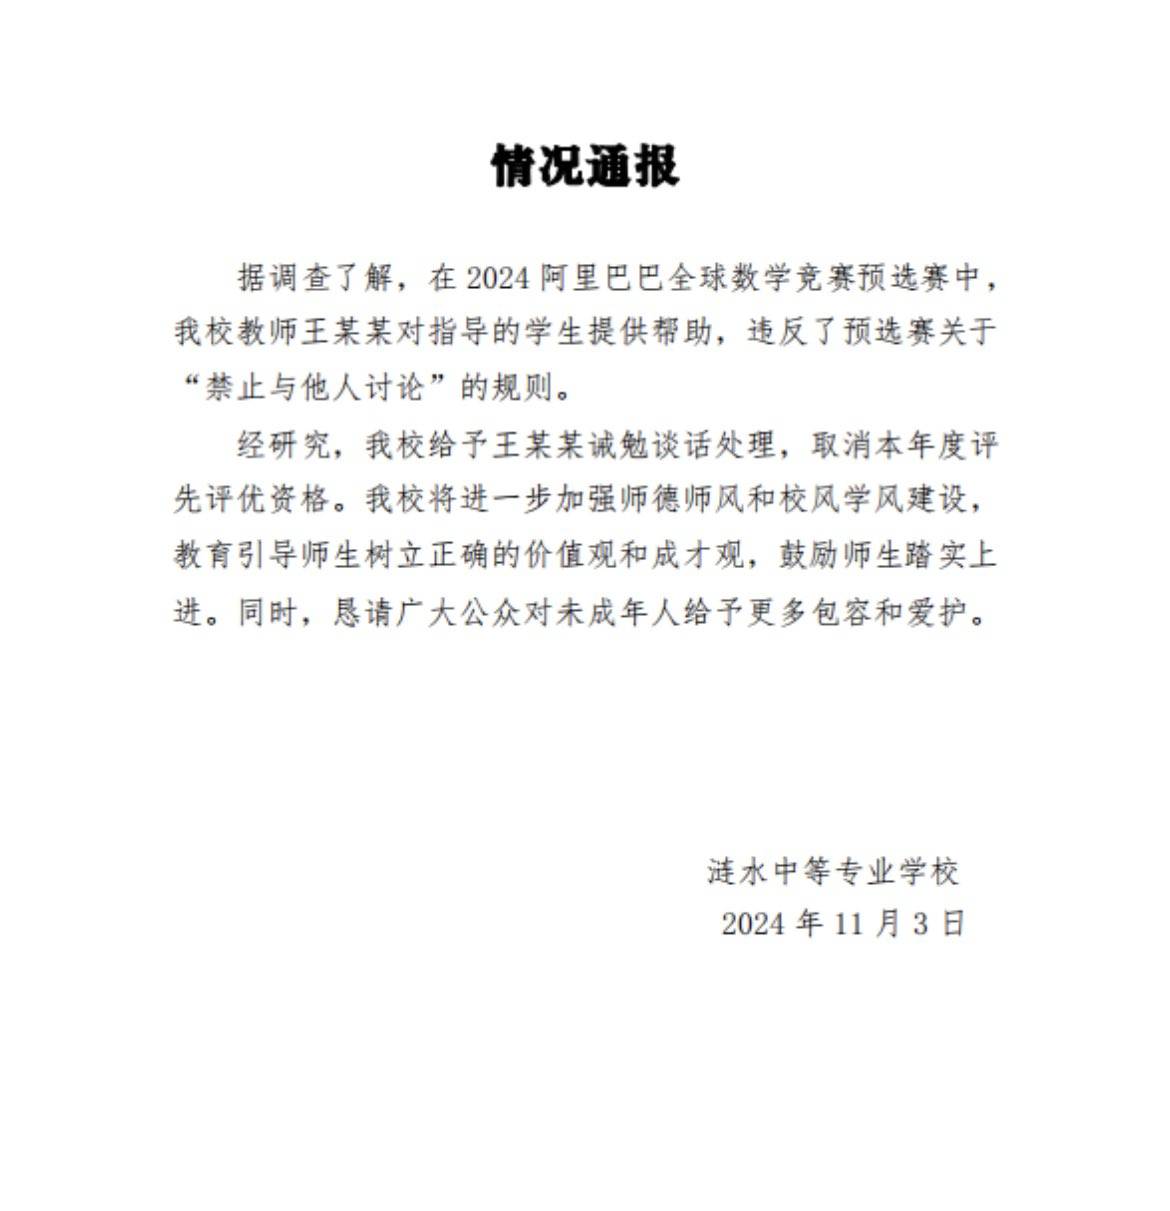 情况通报
据调查了解，在 2024 阿里巴巴全球数学竞赛预选赛中，
我校教师王某某对指导的学生提供帮助，违反了预选赛关于
“禁止与他人讨论”的规则。
经研究，我校给予王某某诫勉谈话处理，取消本年度评
先评优资格。我校将进一步加强师德师风和校风学风建设，
教育引导师生树立正确的价值观和成才观，鼓励师生踏实上
进。同时，恳请广大公众对未成年人给予更多包容和爱护。
涟水中等专业学校
2024 年 11 月 3 日